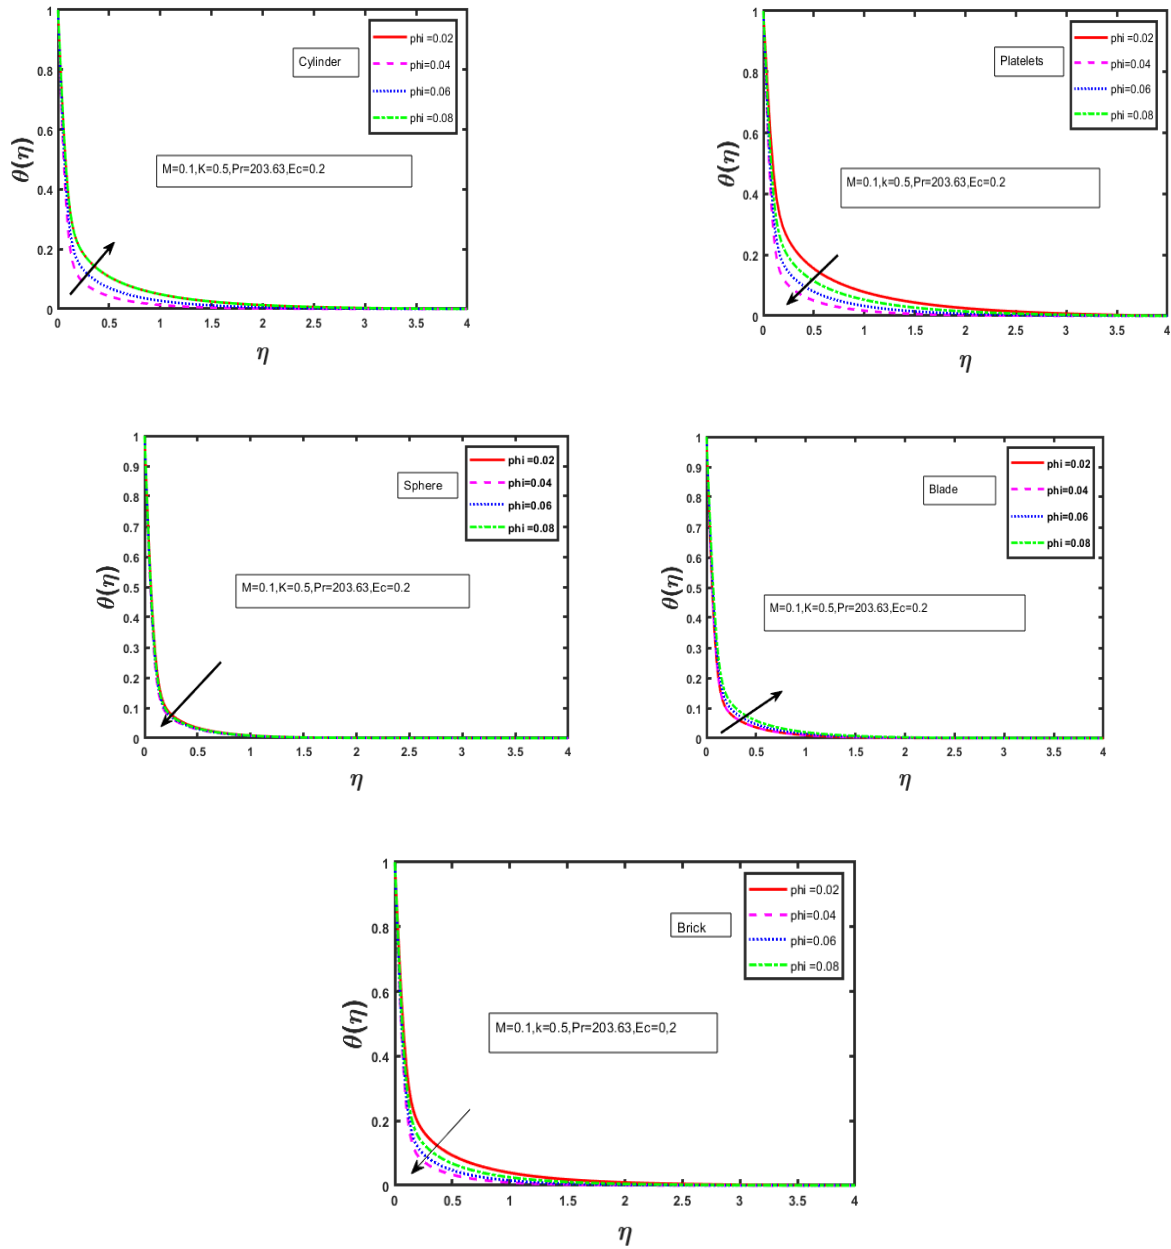 Cylinder
phi =0.02
phi=0.04
phi=0.06
phi =0.08
M=0.1,K=0.5,Pr=203.63,Ec=0.2
θ(η)
1
0.8
0.6
0.4
0.2
0
0 0.5 1 1.5 2 2.5 3 3.5 4
η
Platelets
phi =0.02
phi=0.04
phi=0.06
phi =0.08
M=0.1,k=0.5,Pr=203.63,Ec=0.2
θ(η)
1
0.8
0.6
0.4
0.2
0
0 0.5 1 1.5 2 2.5 3 3.5 4
η
Sphere
phi =0.02
phi=0.04
phi=0.06
phi =0.08
M=0.1,K=0.5,Pr=203.63,Ec=0.2
θ(η)
1
0.9
0.8
0.7
0.6
0.5
0.4
0.3
0.2
0.1
0
0 0.5 1 1.5 2 2.5 3 3.5 4
η
Blade
phi =0.02
phi=0.04
phi=0.06
phi =0.08
M=0.1,K=0.5,Pr=203.63,Ec=0.2
θ(η)
1
0.9
0.8
0.7
0.6
0.5
0.4
0.3
0.2
0.1
0
0 0.5 1 1.5 2 2.5 3 3.5 4
η
Brick
phi =0.02
phi=0.04
phi=0.06
phi =0.08
M=0.1,k=0.5,Pr=203.63,Ec=0,2
θ(η)
1
0.8
0.6
0.4
0.2
0
0 0.5 1 1.5 2 2.5 3 3.5 4
η